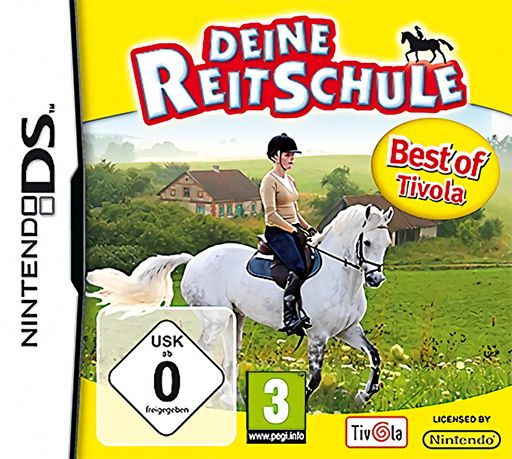 DEINE
REITSCHULE
Best of
Tivola
NINTENDO DS™
USK
ab
0
freigegeben
3
www.pegi.info
Tivola
LICENSED BY
Nintendo